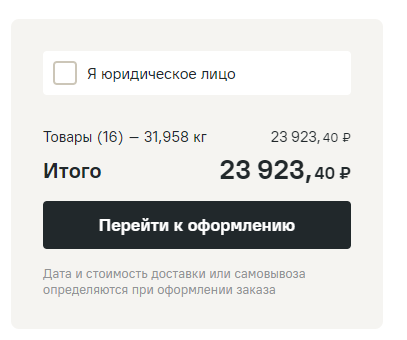 Я юридическое лицо
Товары (16) — 31,958 кг 23 923,40 ₽
Итого 23 923,40 ₽
Перейти к оформлению
Дата и стоимость доставки или самовывоза
определяются при оформлении заказа